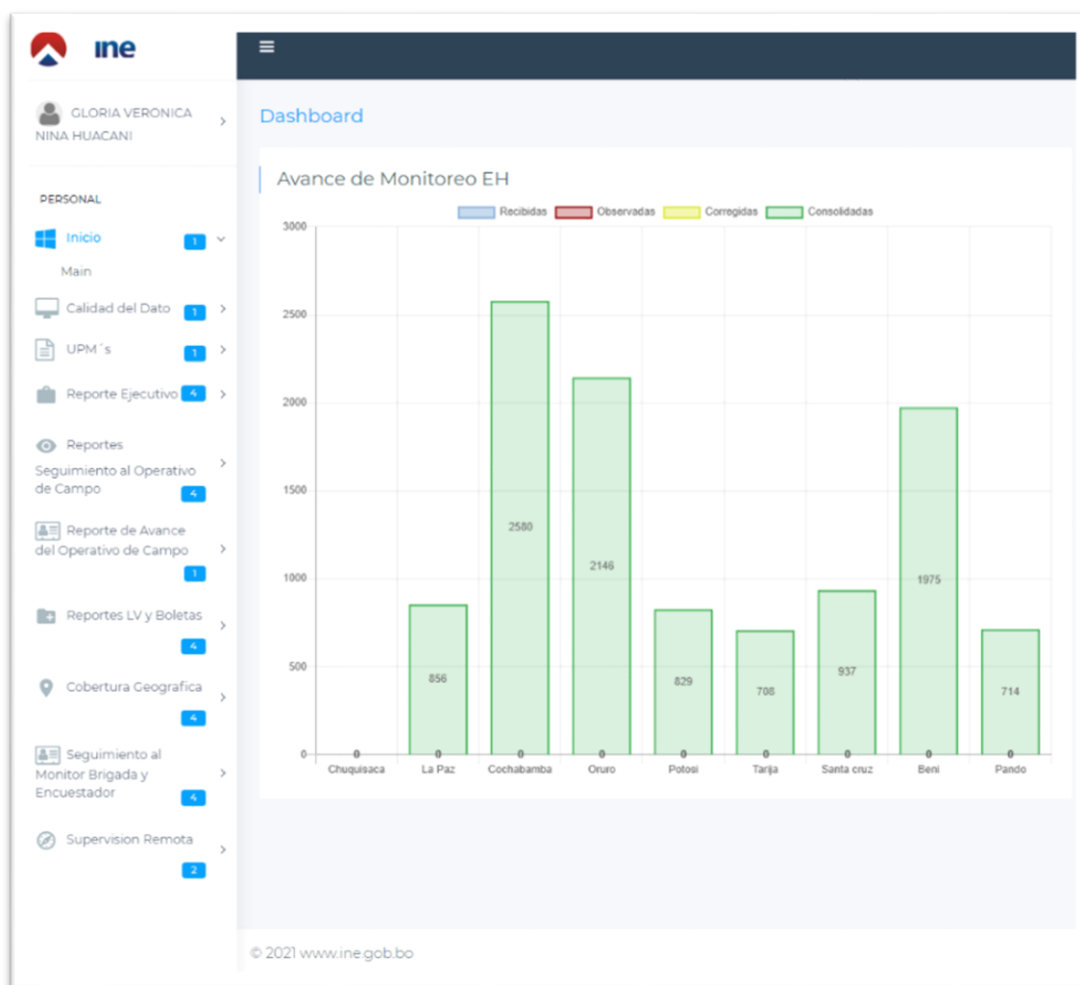 ine
GLORIA VERONICA
NINA HUACANI
PERSONAL
Inicio 1
Main
Calidad del Dato 1
UPM´s 1
Reporte Ejecutivo 4
Reportes
Seguimiento al Operativo
de Campo 4
Reporte de Avance
del Operativo de Campo
1
Reportes LV y Boletas
4
Cobertura Geografica
4
Seguimiento al
Monitor Brigada y
Encuestador 4
Supervision Remota
2
Dashboard
Avance de Monitoreo EH
Recibidas Observadas Corregidas Consolidadas
3000
2500
2000
1500
1000
500
0
2580
2146
1975
937
856
829
708
714
0 0 0 0 0 0 0 0 0
Chuquisaca La Paz Cochabamba Oruro Potosi Tarija Santa cruz Beni Pando
© 2021 www.ine.gob.bo